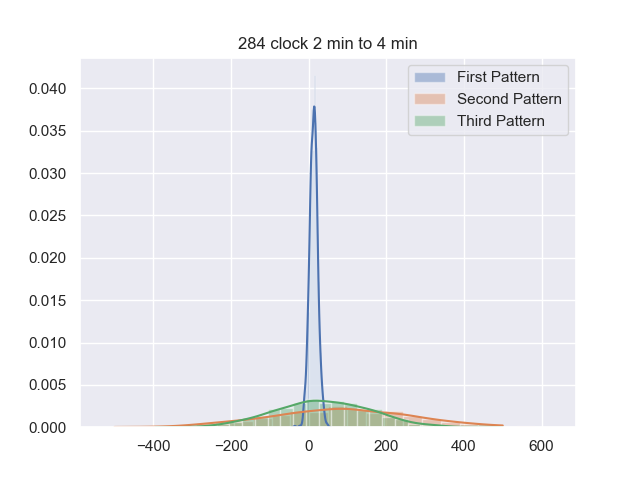 284 clock 2 min to 4 min
First Pattern
Second Pattern
Third Pattern
0.040
0.035
0.030
0.025
0.020
0.015
0.010
0.005
0.000
−400 −200 0 200 400 600